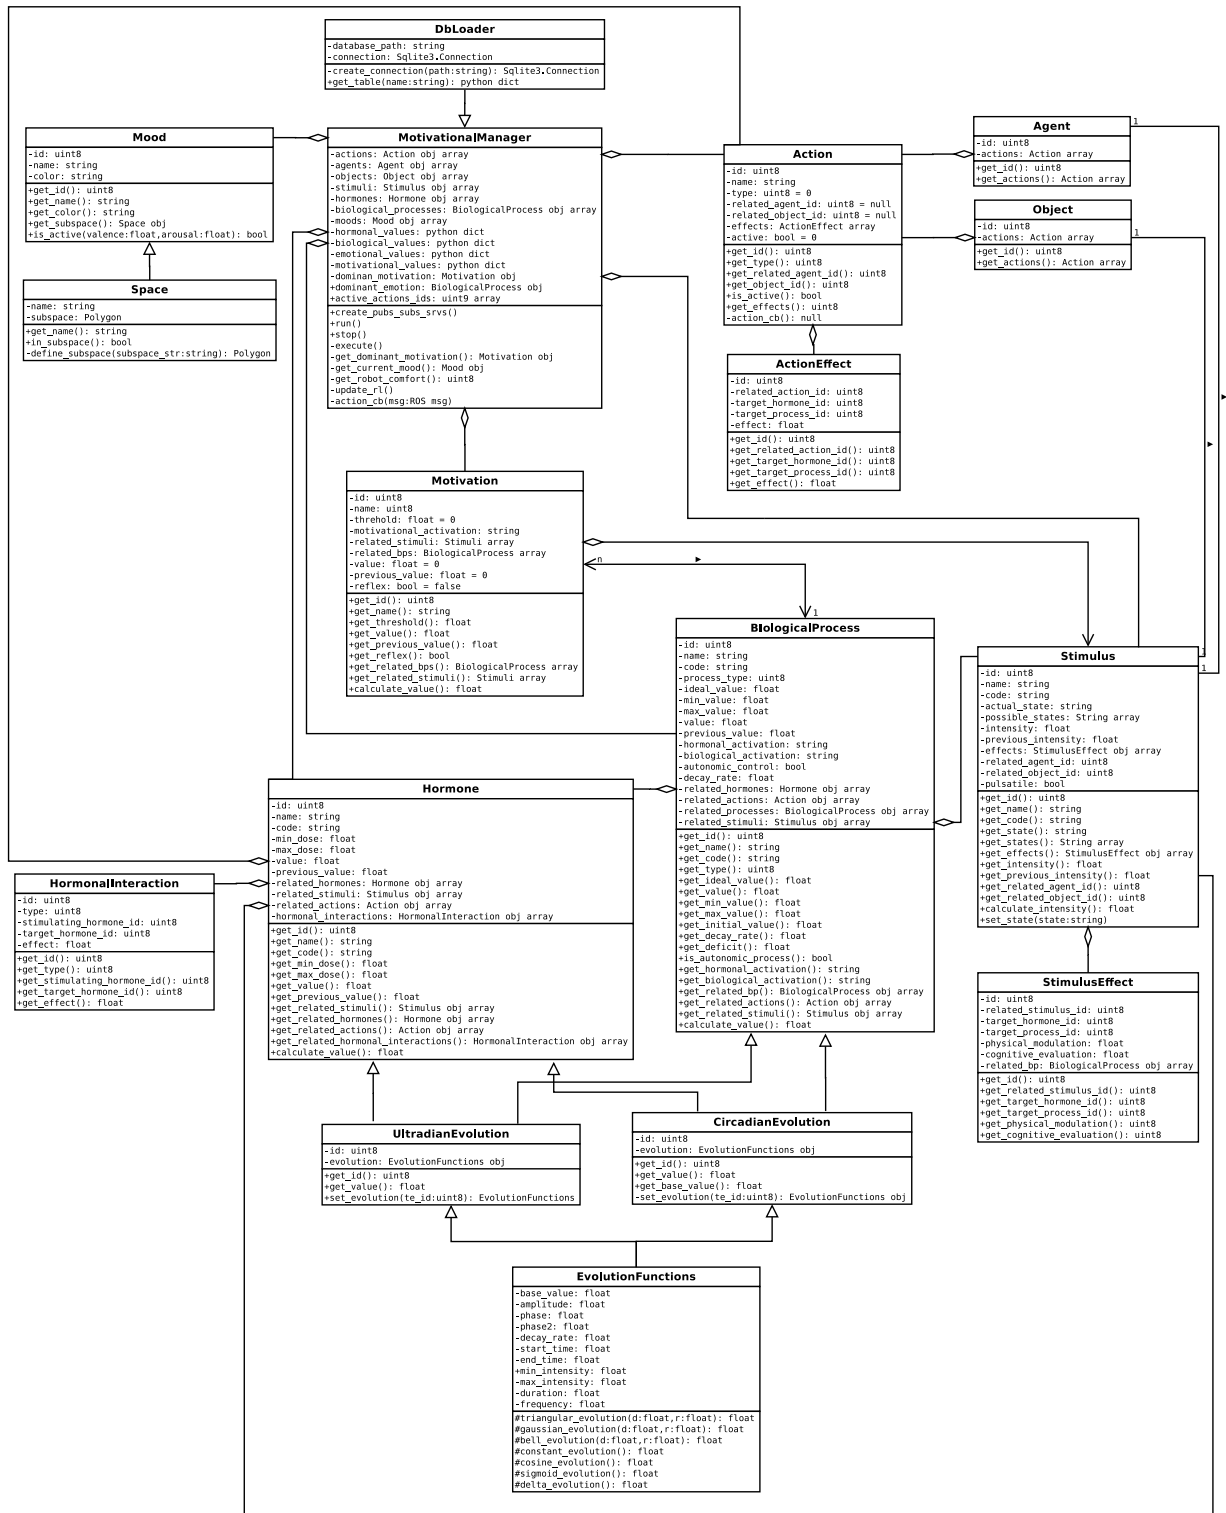 DbLoader
-database_path: string
-connection: Sqlite3.Connection
-create_connection(path:string): Sqlite3.Connection
+get_table(name:string): python dict
Mood
-id: uint8
-name: string
-color: string
+get_id(): uint8
+get_name(): string
+get_color(): string
+get_subspace(): Space obj
+is_active(valence:float,arousal:float): bool
Space
-name: string
-subspace: Polygon
+get_name(): string
+in_subspace(): bool
-define_subspace(subspace_str:string): Polygon
MotivationalManager
-actions: Action obj array
-agents: Agent obj array
-objects: Object obj array
-stimuli: Stimulus obj array
-hormones: Hormone obj array
-biological_processes: BiologicalProcess obj array
-moods: Mood obj array
-hormonal_values: python dict
-biological_values: python dict
-emotional_values: python dict
-motivational_values: python dict
-dominan_motivation: Motivation obj
+dominant_emotion: BiologicalProcess obj
+active_actions_ids: uint9 array
+create_pubs_subs_srvs()
+run()
+stop()
-execute()
-get_dominant_motivation(): Motivation obj
-get_current_mood(): Mood obj
-get_robot_comfort(): uint8
-update_rl()
-action_cb(msg:ROS msg)
Action
-id: uint8
-name: string
-type: uint8 = 0
-related_agent_id: uint8 = null
-related_object_id: uint8 = null
-effects: ActionEffect array
-active: bool = 0
+get_id(): uint8
+get_type(): uint8
+get_related_agent_id(): uint8
+get_object_id(): uint8
+is_active(): bool
+get_effects(): uint8
-action_cb(): null
Agent
-id: uint8
-actions: Action array
+get_id(): uint8
+get_actions(): Action array
1
Object
-id: uint8
-actions: Action array
+get_id(): uint8
+get_actions(): Action array
1
ActionEffect
-id: uint8
-related_action_id: uint8
-target_hormone_id: uint8
-target_process_id: uint8
-effect: float
+get_id(): uint8
+get_related_action_id(): uint8
+get_target_hormone_id(): uint8
+get_target_process_id(): uint8
+get_effect(): float
Motivation
-id: uint8
-name: uint8
-threhold: float = 0
-motivational_activation: string
-related_stimuli: Stimuli array
-related_bps: BiologicalProcess array
-value: float = 0
-previous_value: float = 0
-reflex: bool = false
+get_id(): uint8
+get_name(): string
+get_threshold(): float
+get_value(): float
+get_previous_value(): float
+get_reflex(): bool
+get_related_bps(): BiologicalProcess array
+get_related_stimuli(): Stimuli array
+calculate_value(): float
n
1
BIologicalProcess
-id: uint8
-name: string
-code: string
-process_type: uint8
-ideal_value: float
-min_value: float
-max_value: float
-value: float
-previous_value: float
-hormonal_activation: string
-biological_activation: string
-autonomic_control: bool
-decay_rate: float
-related_hormones: Hormone obj array
-related_actions: Action obj array
-related_processes: BiologicalProcess obj array
-related_stimuli: Stimulus obj array
+get_id(): uint8
+get_name(): string
+get_code(): string
+get_type(): uint8
+get_ideal_value(): float
+get_value(): float
+get_min_value(): float
+get_max_value(): float
+get_initial_value(): float
+get_decay_rate(): float
+get_deficit(): float
+is_autonomic_process(): bool
+get_hormonal_activation(): string
+get_biological_activation(): string
+get_related_bp(): BiologicalProcess obj array
+get_related_actions(): Action obj array
+get_related_stimuli(): Stimulus obj array
+calculate_value(): float
Stimulus
-id: uint8
-name: string
-code: string
-actual_state: string
-possible_states: String array
-intensity: float
-previous_intensity: float
-effects: StimulusEffect obj array
-related_agent_id: uint8
-related_object_id: uint8
-pulsatile: bool
+get_id(): uint8
+get_name(): string
+get_code(): string
+get_state(): string
+get_states(): String array
+get_effects(): StimulusEffect obj array
+get_intensity(): float
+get_previous_intensity(): float
+get_related_agent_id(): uint8
+get_related_object_id(): uint8
+calculate_intensity(): float
+set_state(state:string)
1
1
Hormone
-id: uint8
-name: string
-code: string
-min_dose: float
-max_dose: float
-value: float
-previous_value: float
-related_hormones: Hormone obj array
-related_stimuli: Stimulus obj array
-related_actions: Action obj array
-hormonal_interactions: HormonalInteraction obj array
+get_id(): uint8
+get_name(): string
+get_code(): string
+get_min_dose(): float
+get_max_dose(): float
+get_value(): float
+get_previous_value(): float
+get_related_stimuli(): Stimulus obj array
+get_related_hormones(): Hormone obj array
+get_related_actions(): Action obj array
+get_related_hormonal_interactions(): HormonalInteraction obj array
+calculate_value(): float
HormonalInteraction
-id: uint8
-type: uint8
-stimulating_hormone_id: uint8
-target_hormone_id: uint8
-effect: float
+get_id(): uint8
+get_type(): uint8
+get_stimulating_hormone_id(): uint8
+get_target_hormone_id(): uint8
+get_effect(): float
StimulusEffect
-id: uint8
-related_stimulus_id: uint8
-target_hormone_id: uint8
-target_process_id: uint8
-physical_modulation: float
-cognitive_evaluation: float
-related_bp: BiologicalProcess obj array
+get_id(): uint8
+get_related_stimulus_id(): uint8
+get_target_hormone_id(): uint8
+get_target_process_id(): uint8
+get_physical_modulation(): uint8
+get_cognitive_evaluation(): uint8
UltradianEvolution
-id: uint8
-evolution: EvolutionFunctions obj
+get_id(): uint8
+get_value(): float
+set_evolution(te_id:uint8): EvolutionFunctions
CircadianEvolution
-id: uint8
-evolution: EvolutionFunctions obj
+get_id(): uint8
+get_value(): float
+get_base_value(): float
-set_evolution(te_id:uint8): EvolutionFunctions obj
EvolutionFunctions
-base_value: float
-amplitude: float
-phase: float
-phase2: float
-decay_rate: float
-start_time: float
-end_time: float
+min_intensity: float
-max_intensity: float
-duration: float
-frequency: float
#triangular_evolution(d:float,r:float): float
#gaussian_evolution(d:float,r:float): float
#bell_evolution(d:float,r:float): float
#constant_evolution(): float
#cosine_evolution(): float
#sigmoid_evolution(): float
#delta_evolution(): float